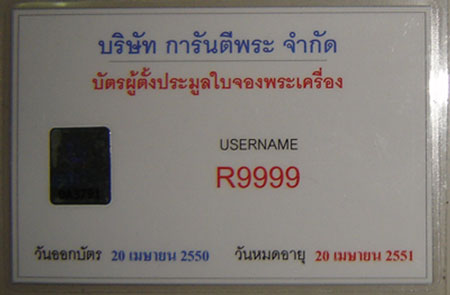 บริษัท การันตีพระ จำกัด
บัตรผู้ตั้งประมูลใบจองพระเครื่อง
USERNAME
R9999
วันออกบัตร 20 เมษายน 2550 วันหมดอายุ 20 เมษายน 2551